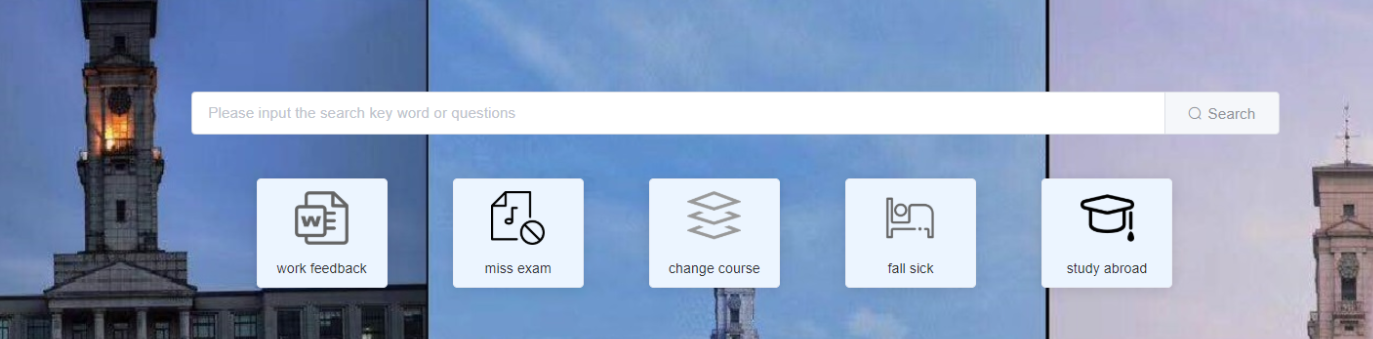 Please input the search key word or questions
Search
W
work feedback
miss exam
change course
fall sick
study abroad